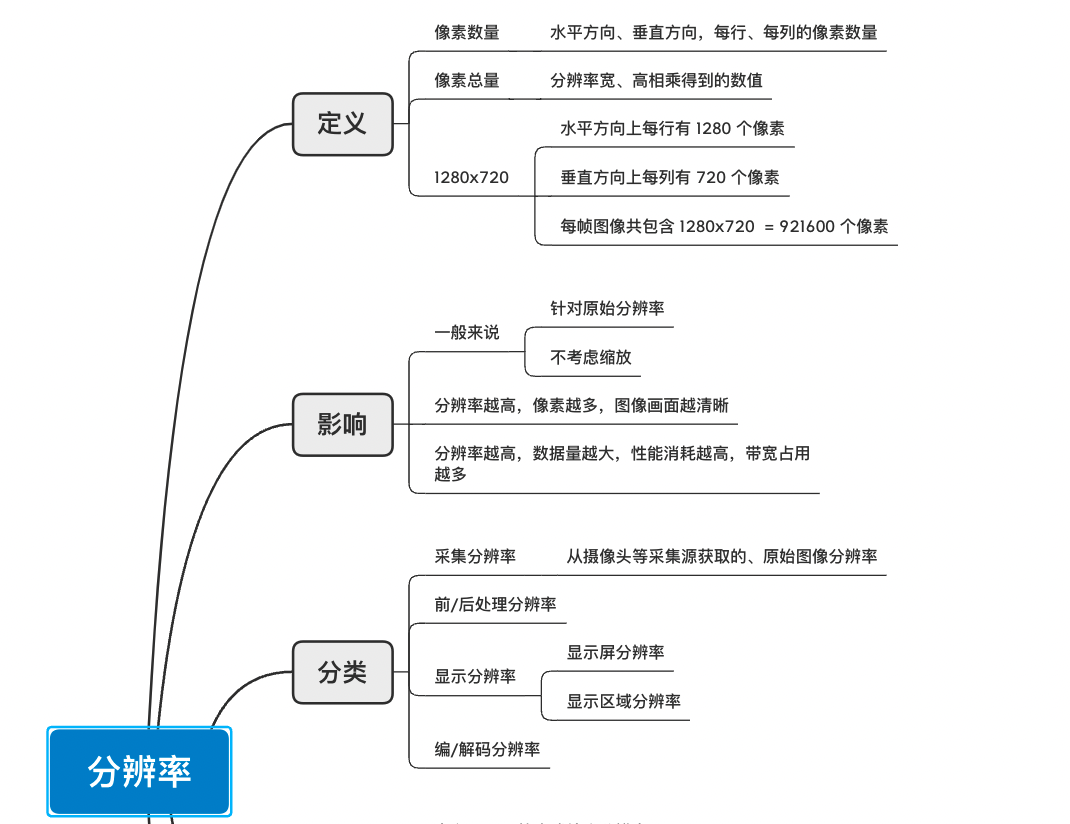 像素数量
水平方向、垂直方向，每行、每列的像素数量
像素总量
分辨率宽、高相乘得到的数值
定义
水平方向上每行有 1280 个像素
1280x720
垂直方向上每列有 720 个像素
每帧图像共包含 1280x720 = 921600 个像素
针对原始分辨率
一般来说
不考虑缩放
影响
分辨率越高，像素越多，图像画面越清晰
分辨率越高，数据量越大，性能消耗越高，带宽占用
越多
采集分辨率
从摄像头等采集源获取的、原始图像分辨率
前/后处理分辨率
分类
显示屏分辨率
显示分辨率
显示区域分辨率
编/解码分辨率
分辨率